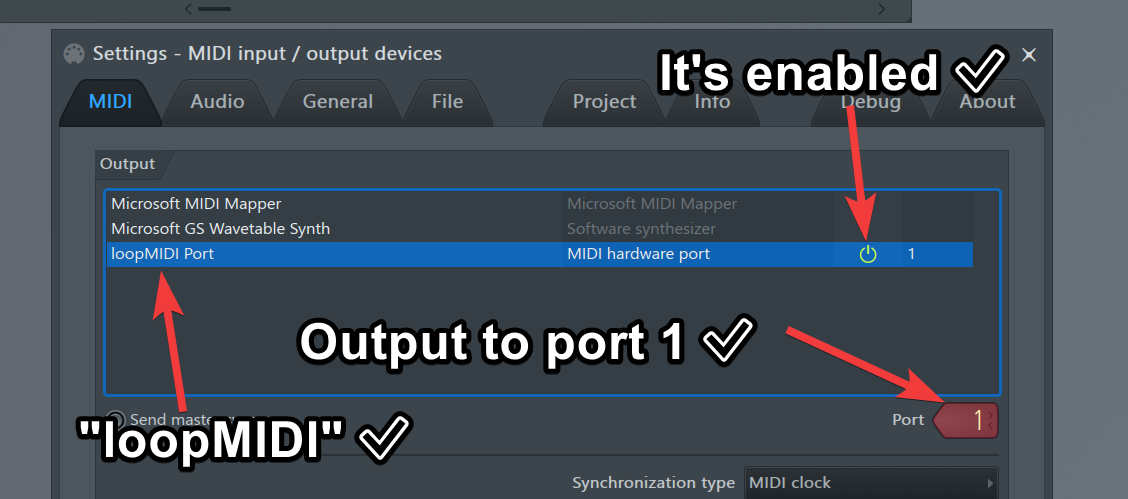 Settings - MIDI input / output devices
It's enabled
MIDI Audio General File Project Info Debug About
Output
Microsoft MIDI Mapper Microsoft MIDI Mapper
Microsoft GS Wavetable Synth Software synthesizer
loopMIDI Port MIDI hardware port 1
Output to port 1
Send master
Port 1
"loopMIDI"
Synchronization type MIDI clock